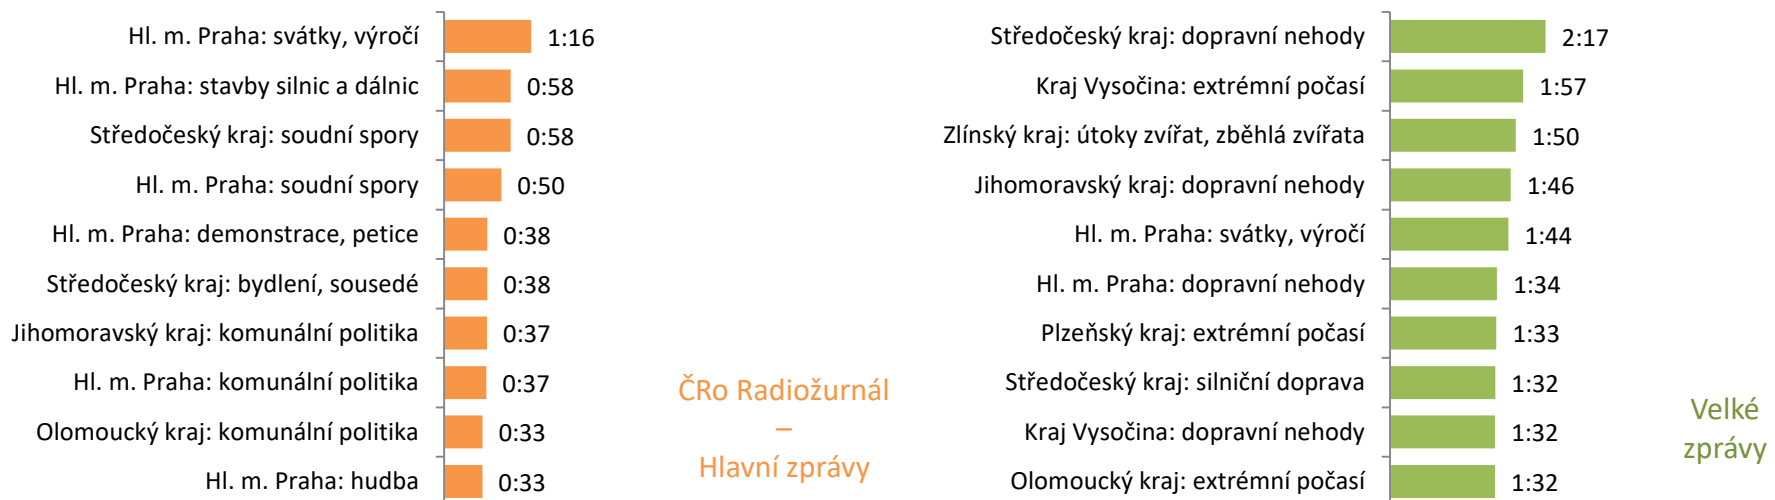 Hl. m. Praha: svátky, výročí 1:16
Hl. m. Praha: stavby silnic a dálnic 0:58
Středočeský kraj: soudní spory 0:58
Hl. m. Praha: soudní spory 0:50
Hl. m. Praha: demonstrace, petice 0:38
Středočeský kraj: bydlení, sousedé 0:38
Jihomoravský kraj: komunální politika 0:37
Hl. m. Praha: komunální politika 0:37
Olomoucký kraj: komunální politika 0:33
Hl. m. Praha: hudba 0:33
ČRo Radiožurnál
–
Hlavní zprávy
Středočeský kraj: dopravní nehody 2:17
Kraj Vysočina: extrémní počasí 1:57
Zlínský kraj: útoky zvířat, zběhlá zvířata 1:50
Jihomoravský kraj: dopravní nehody 1:46
Hl. m. Praha: svátky, výročí 1:44
Hl. m. Praha: dopravní nehody 1:34
Plzeňský kraj: extrémní počasí 1:33
Středočeský kraj: silniční doprava 1:32
Kraj Vysočina: dopravní nehody 1:32
Olomoucký kraj: extrémní počasí 1:32
Velké
zprávy